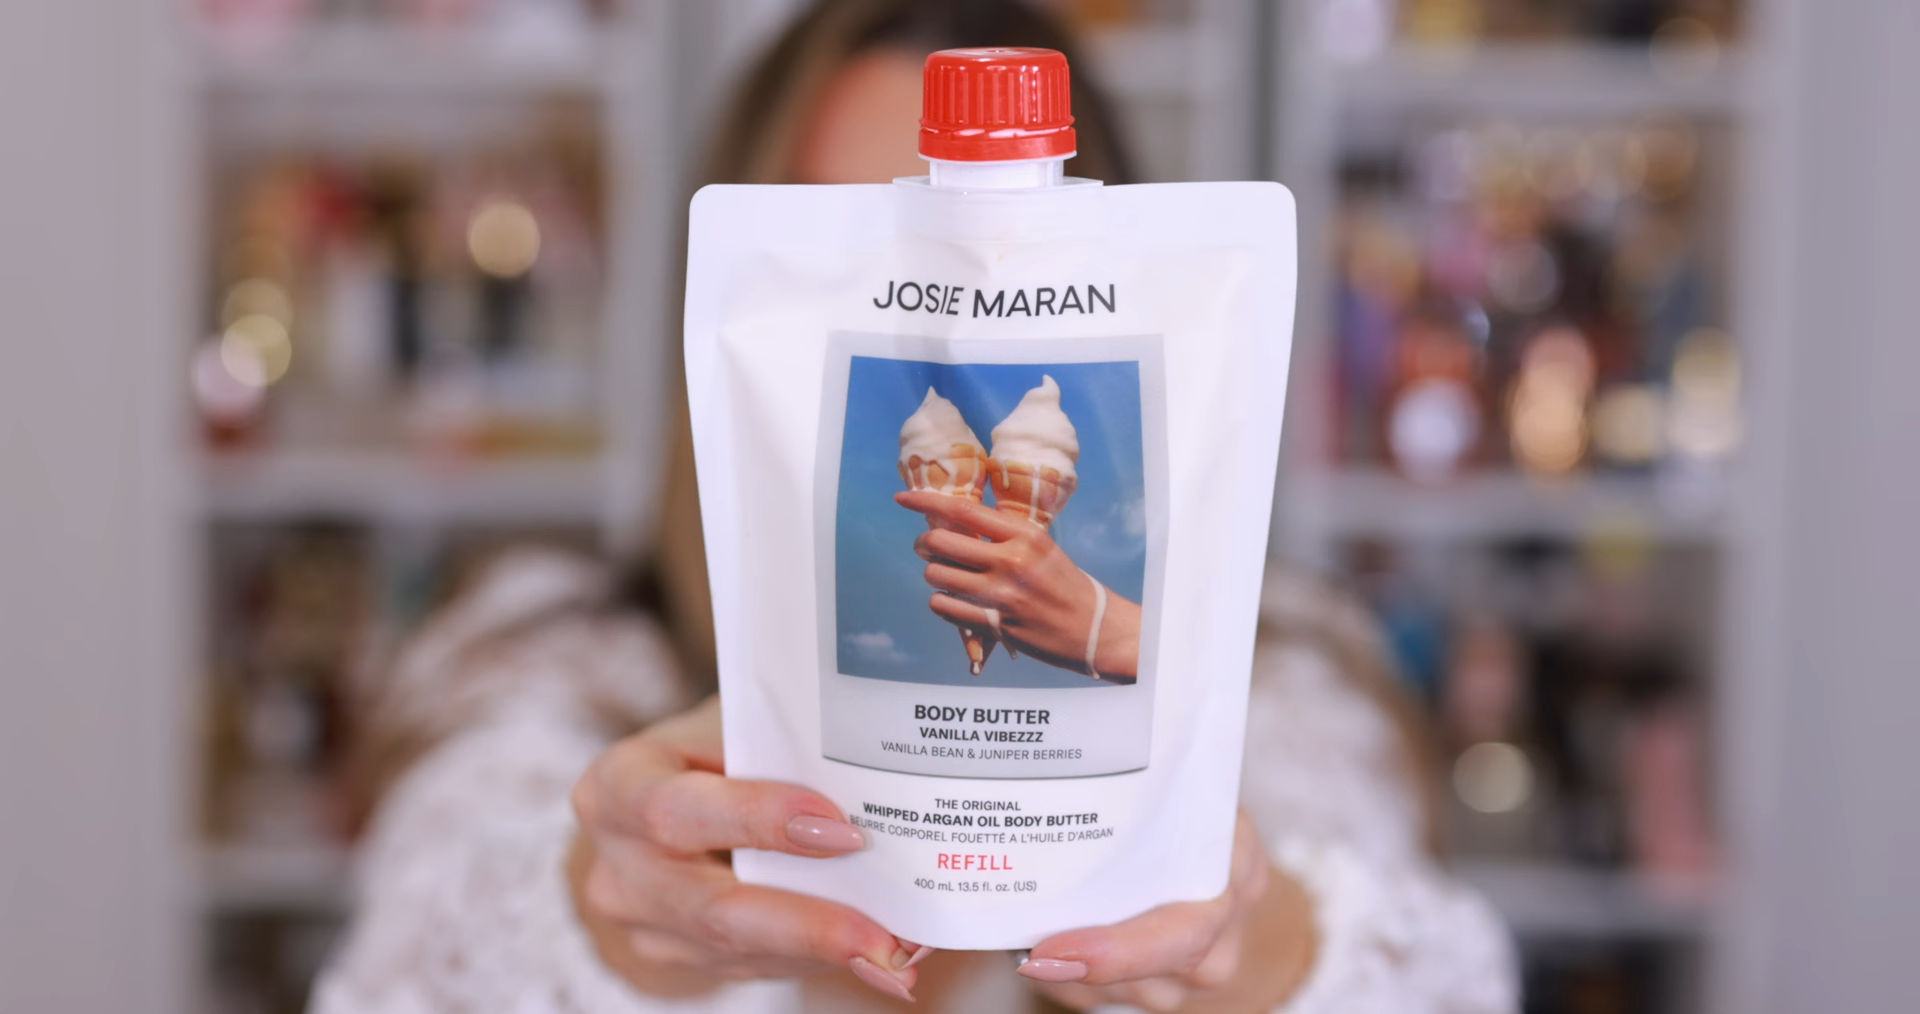 JOSIE MARAN
BODY BUTTER
VANILLA VIBEZZZ
VANILLA BEAN & JUNIPER BERRIES
THE ORIGINAL
WHIPPED ARGAN OIL BODY BUTTER
BEURRE CORPOREL FOUETTÉ A L'HUILE D'ARGAN
REFILL
400 mL 13.5 fl. oz. (US)